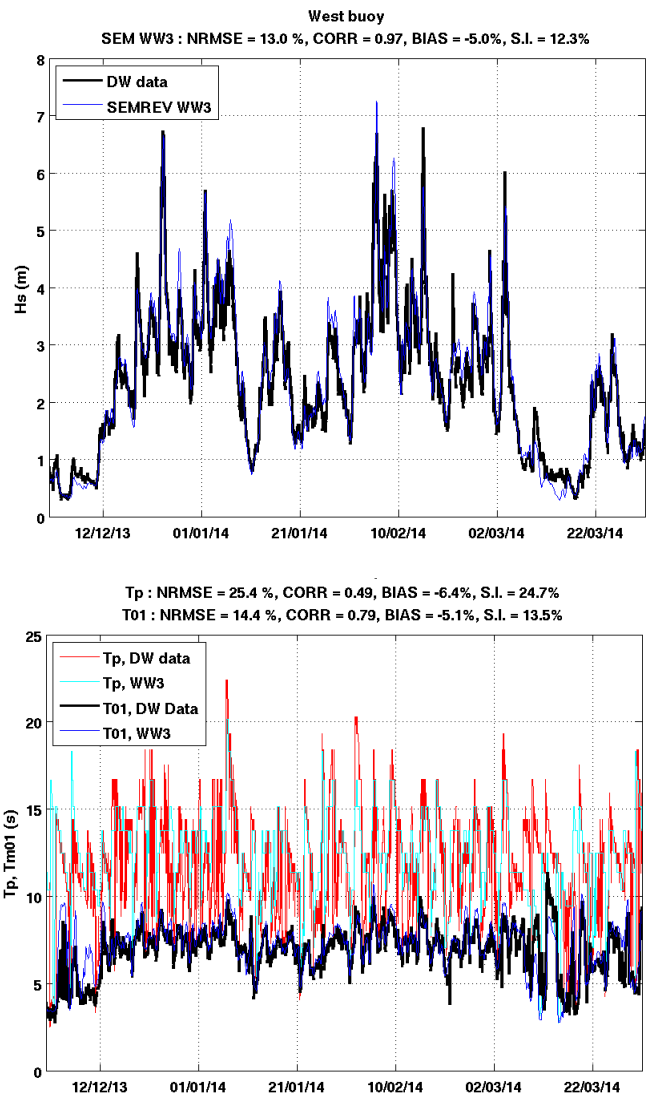 West buoy
SEM WW3 : NRMSE = 13.0 %, CORR = 0.97, BIAS = -5.0%, S.I. = 12.3%
8
DW data
SEMREV WW3
7
6
5
Hs (m)
4
3
2
1
0
12/12/13 01/01/14 21/01/14 10/02/14 02/03/14 22/03/14
Tp : NRMSE = 25.4 %, CORR = 0.49, BIAS = -6.4%, S.I. = 24.7%
T01 : NRMSE = 14.4 %, CORR = 0.79, BIAS = -5.1%, S.I. = 13.5%
25
Tp, DW data
Tp, WW3
T01, DW Data
T01, WW3
20
15
Tp, Tm01 (s)
10
5
0
12/12/13 01/01/14 21/01/14 10/02/14 02/03/14 22/03/14